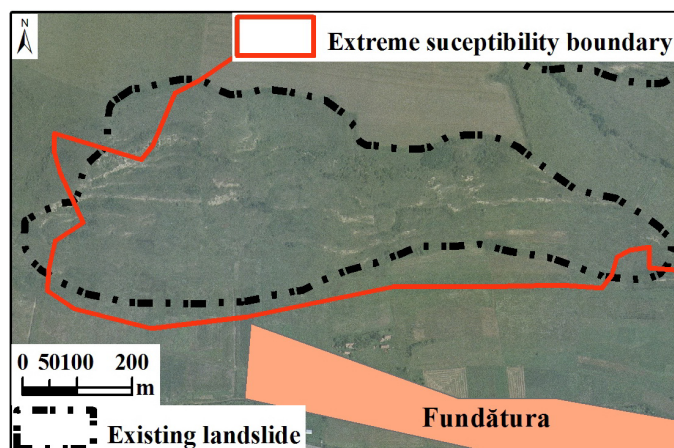 N
Extreme suceptibility boundary
0 50100 200
m
Fundătura
Existing landslide